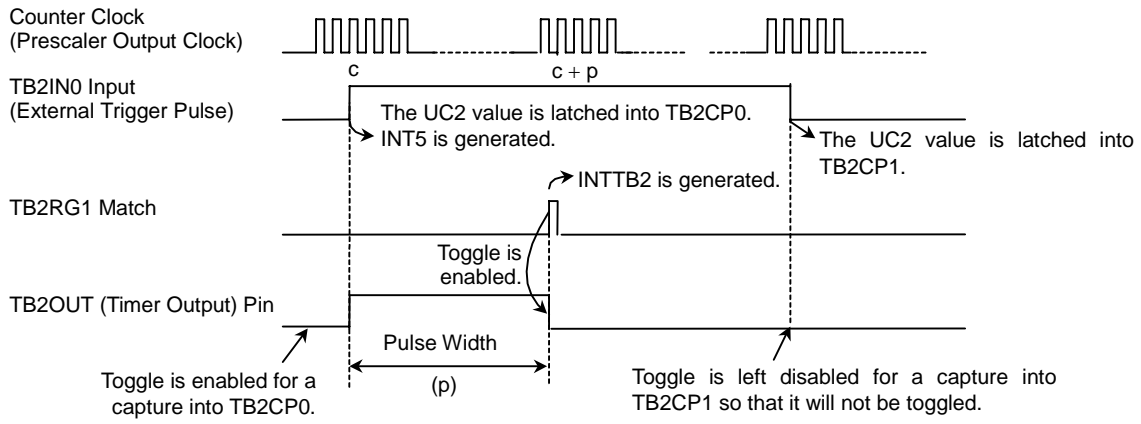 Counter Clock
(Prescaler Output Clock)
c
c + p
TB2IN0 Input
(External Trigger Pulse)
The UC2 value is latched into TB2CP0.
INT5 is generated.
The UC2 value is latched into
TB2CP1.
INTTB2 is generated.
TB2RG1 Match
Toggle is
enabled.
TB2OUT (Timer Output) Pin
Pulse Width
(p)
Toggle is enabled for a
capture into TB2CP0.
Toggle is left disabled for a capture into
TB2CP1 so that it will not be toggled.